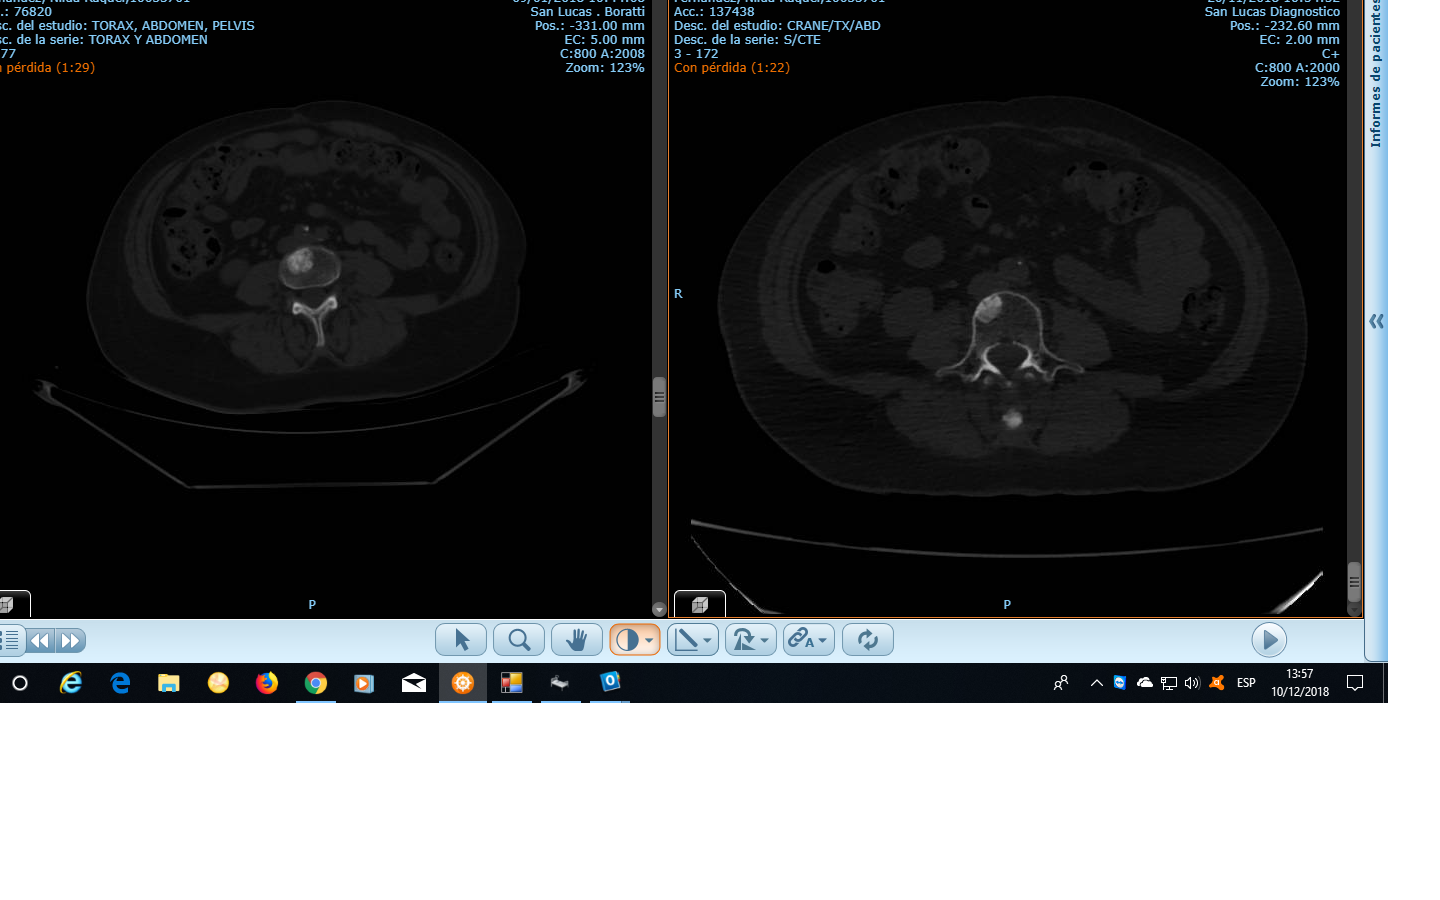 .: 76820
San Lucas . Boratti
sc. del estudio: TORAX, ABDOMEN, PELVIS
Pos.: -331.00 mm
sc. de la serie: TORAX Y ABDOMEN
EC: 5.00 mm
77
C:800 A:2008
n pérdida (1:29)
Zoom: 123%
P
Acc.: 137438
San Lucas Diagnostico
Desc. del estudio: CRANE/TX/ABD
Pos.: -232.60 mm
Desc. de la serie: S/CTE
EC: 2.00 mm
3 - 172
C+
Con pérdida (1:22)
C:800 A:2000
Zoom: 123%
R
P
Informes de pacientes
A
ESP
13:57
10/12/2018